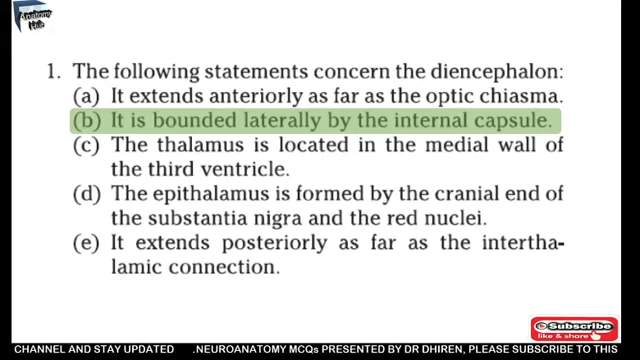 Anatomy
Hub
1. The following statements concern the diencephalon:
(a) It extends anteriorly as far as the optic chiasma.
(b) It is bounded laterally by the internal capsule.
(c) The thalamus is located in the medial wall of
the third ventricle.
(d) The epithalamus is formed by the cranial end of
the substantia nigra and the red nuclei.
(e) It extends posteriorly as far as the intertha-
lamic connection.
Subscribe
like & share
CHANNEL AND STAY UPDATED .NEUROANATOMY MCQs PRESENTED BY DR DHIREN, PLEASE SUBSCRIBE TO THIS